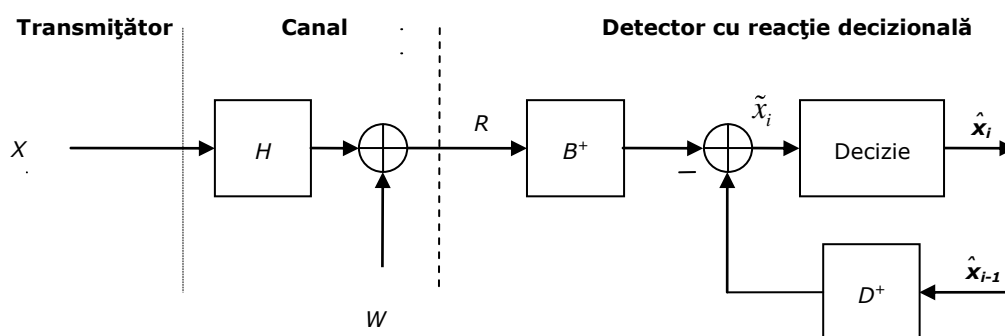 Transmiţător Canal Detector cu reacţie decizională
X H R B⁺ − x̃ᵢ Decizie x̂ᵢ
W D⁺ x̂ᵢ₋₁